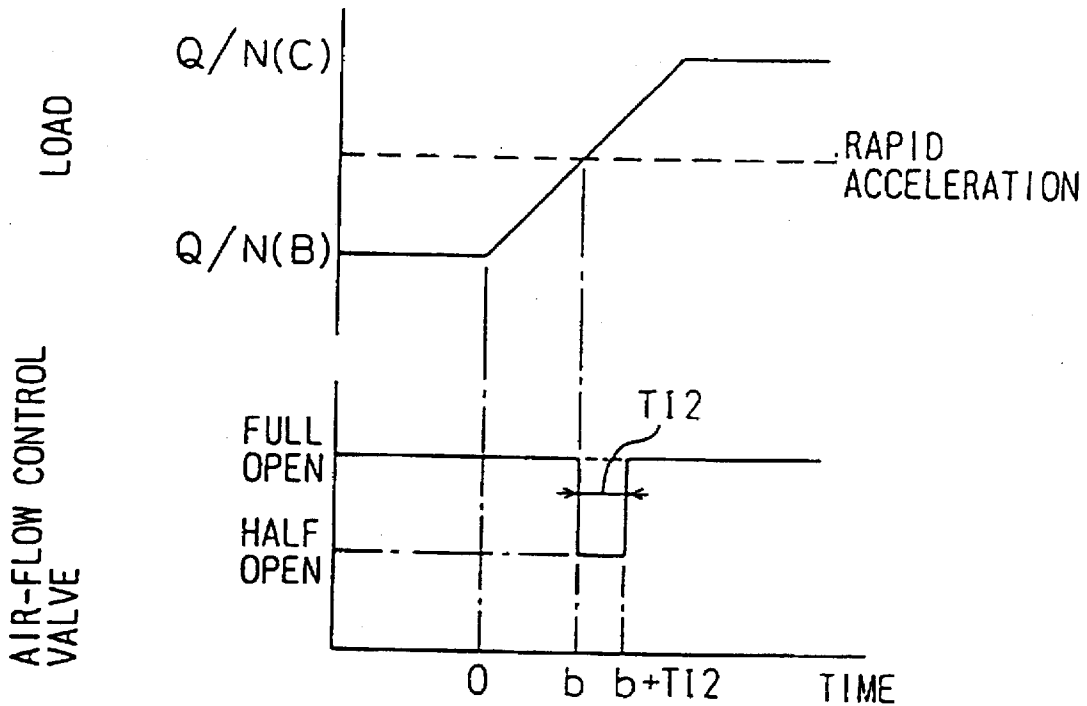 LOAD
Q/N(C)
RAPID
ACCELERATION
Q/N(B)
AIR-FLOW CONTROL
VALVE
FULL
OPEN
TI2
HALF
OPEN
0
b
b+TI2
TIME